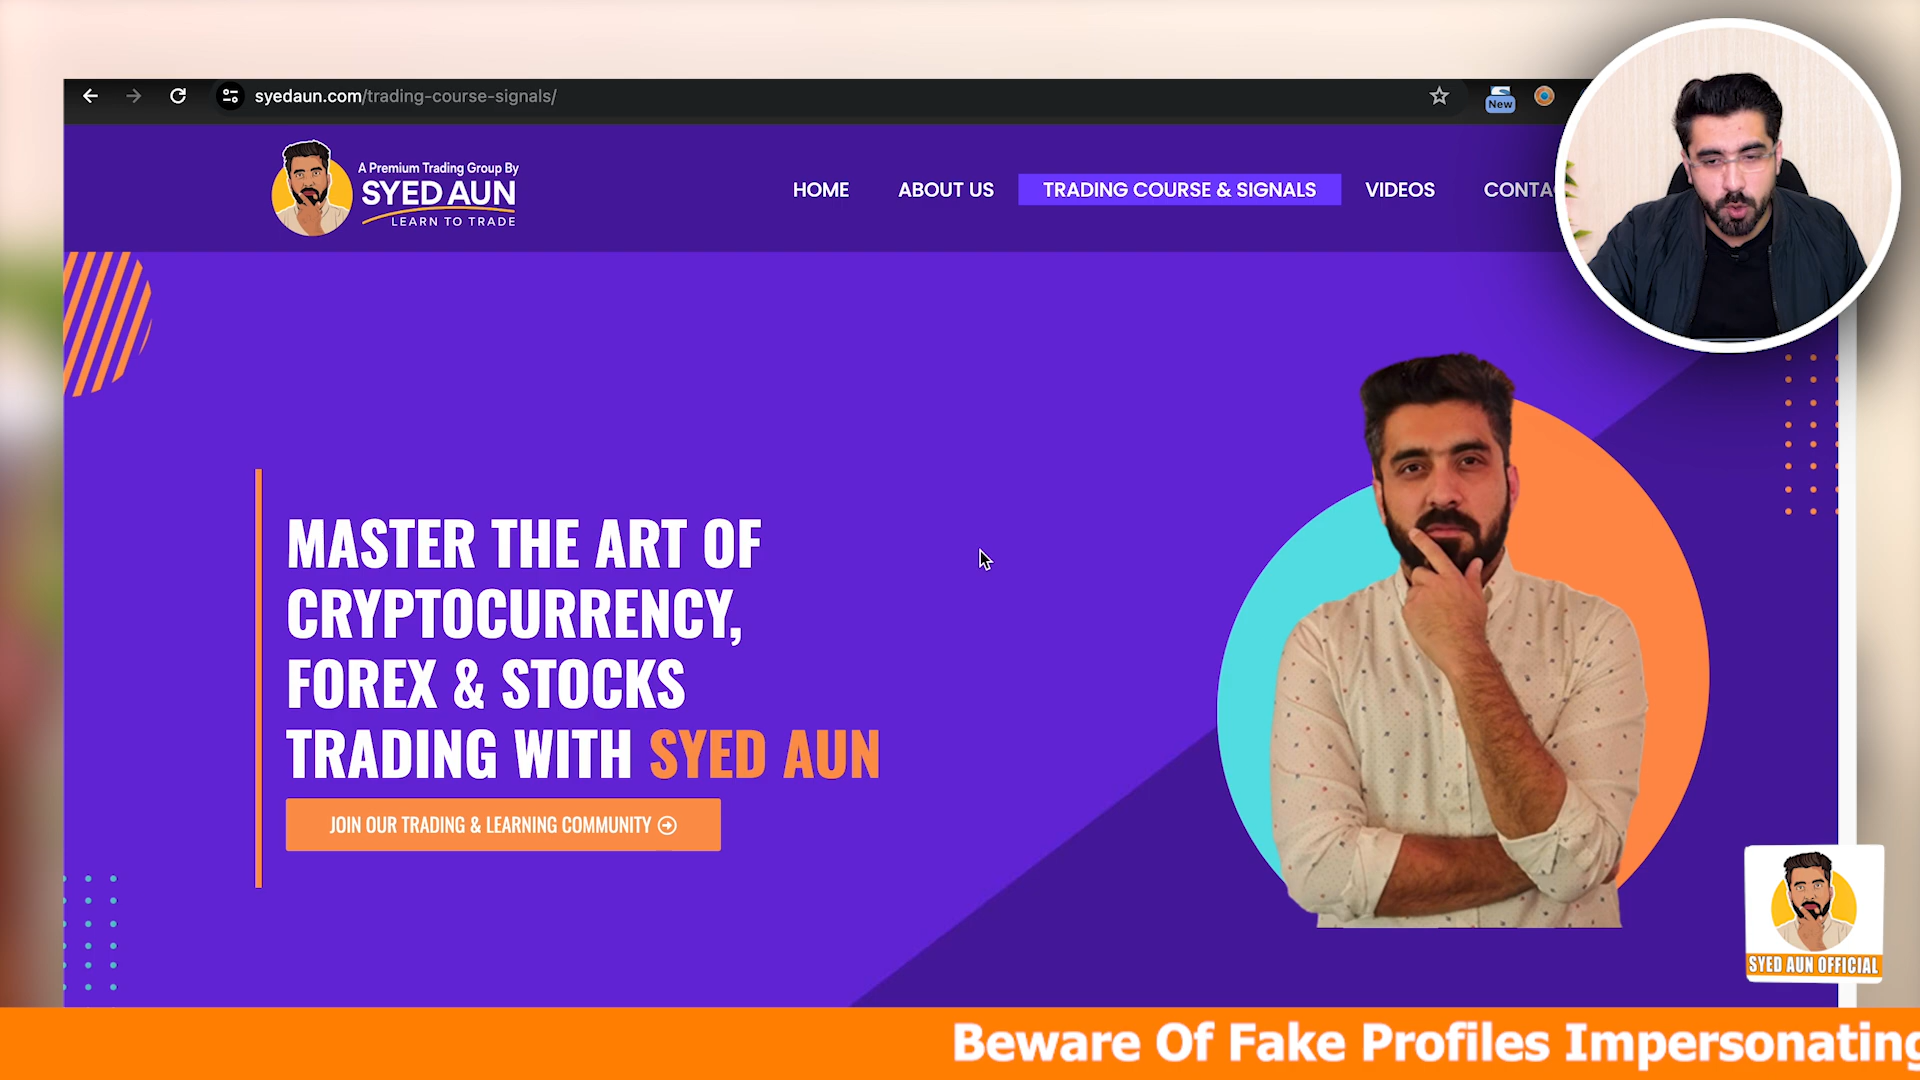 syedaun.com/trading-course-signals/
New
A Premium Trading Group By
SYED AUN
LEARN TO TRADE
HOME
ABOUT US
TRADING COURSE & SIGNALS
VIDEOS
CONTA
MASTER THE ART OF
CRYPTOCURRENCY,
FOREX & STOCKS
TRADING WITH SYED AUN
JOIN OUR TRADING & LEARNING COMMUNITY
SYED AUN OFFICIAL
Beware Of Fake Profiles Impersonating